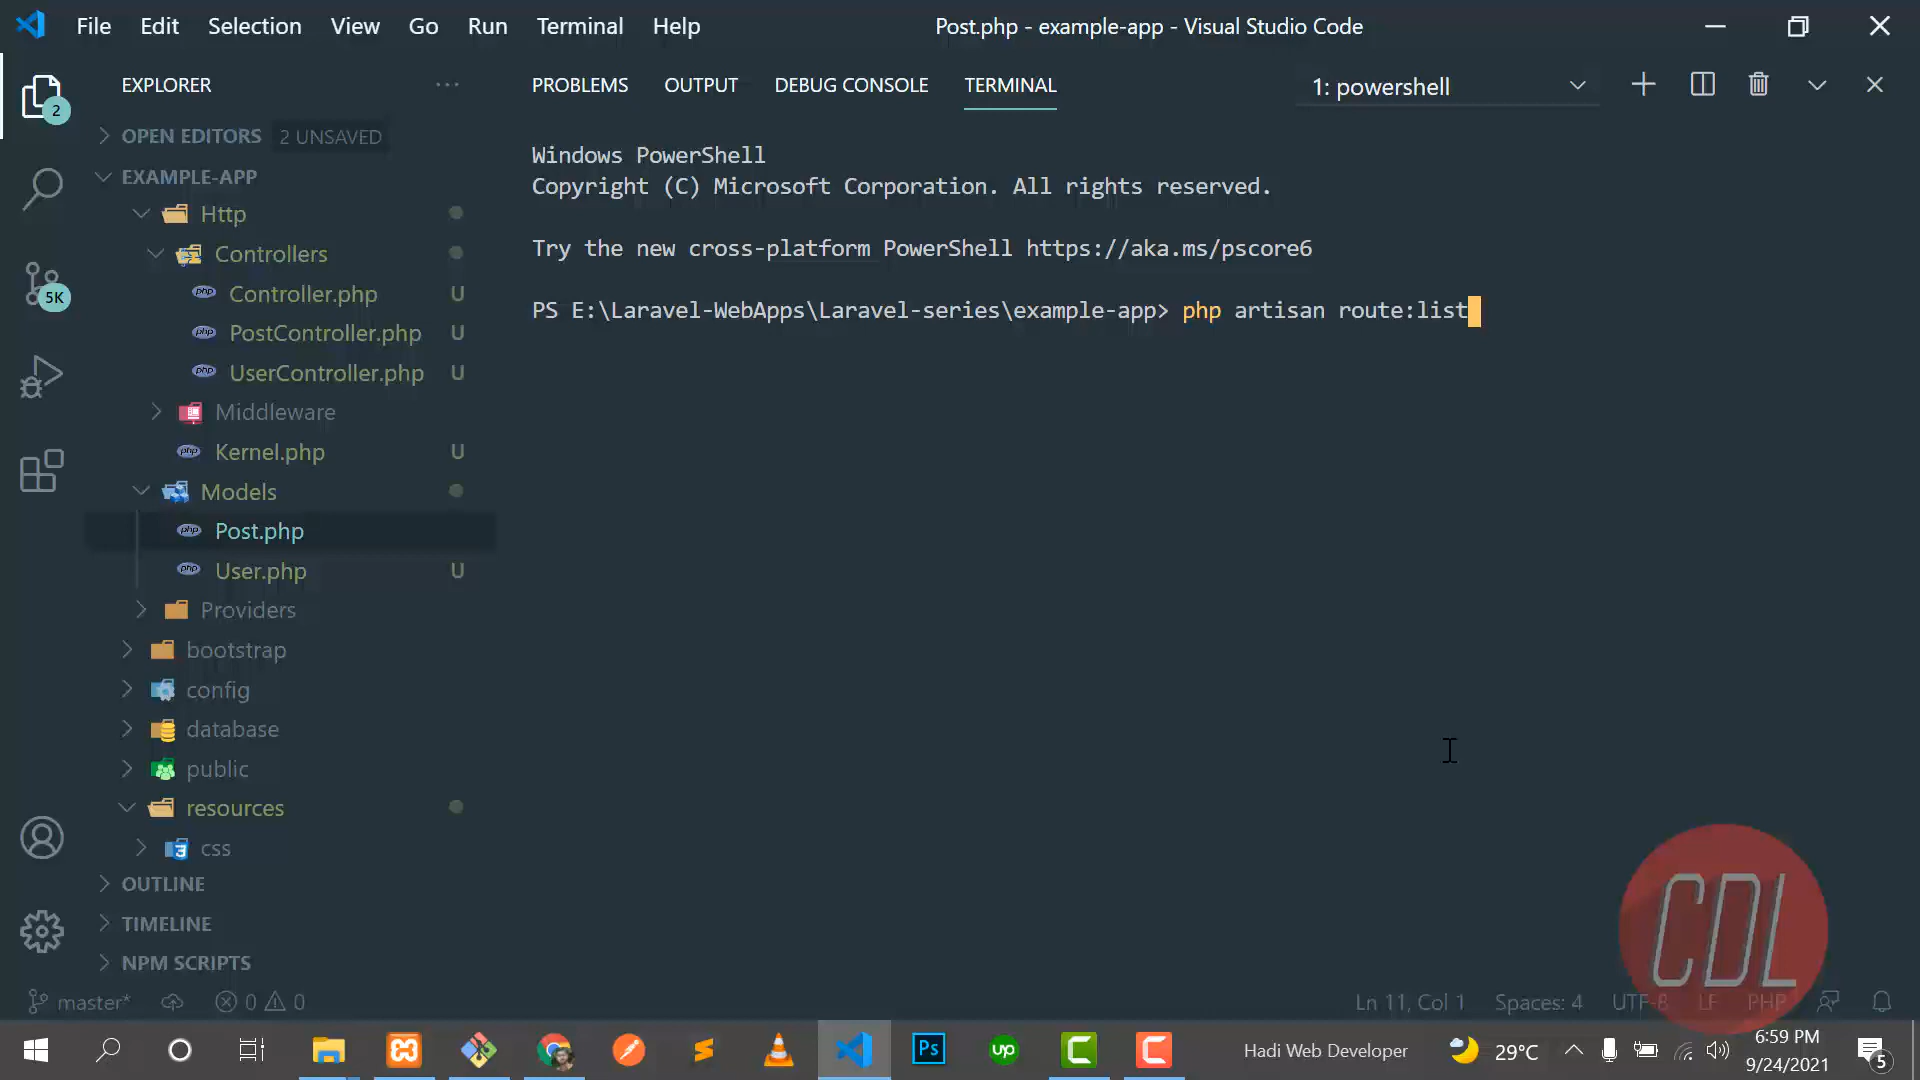 File Edit Selection View Go Run Terminal Help
Post.php - example-app - Visual Studio Code
EXPLORER
2
OPEN EDITORS 2 UNSAVED
EXAMPLE-APP
Http
Controllers
Controller.php U
PostController.php U
UserController.php U
Middleware
Kernel.php U
Models
Post.php
User.php U
Providers
bootstrap
config
database
public
resources
css
OUTLINE
TIMELINE
NPM SCRIPTS
5K
PROBLEMS OUTPUT DEBUG CONSOLE TERMINAL
1: powershell
Windows PowerShell
Copyright (C) Microsoft Corporation. All rights reserved.
Try the new cross-platform PowerShell https://aka.ms/pscore6
PS E:\Laravel-WebApps\Laravel-series\example-app> php artisan route:list
CDL
master* 0 0
Ln 11, Col 1 Spaces: 4 UTF-8 LF PHP
Ps
up
Hadi Web Developer
29°C
6:59 PM
9/24/2021
5